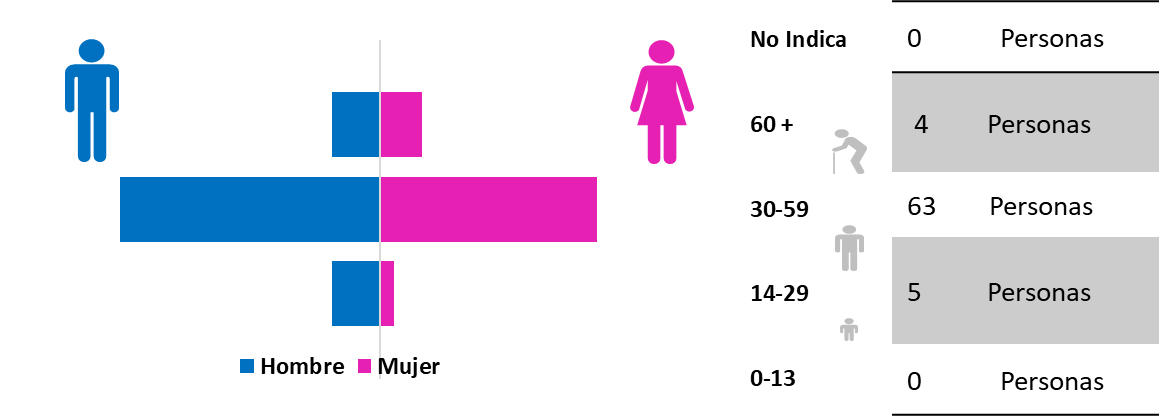 No Indica 0 Personas
60 + 4 Personas
30-59 63 Personas
14-29 5 Personas
0-13 0 Personas
Hombre Mujer